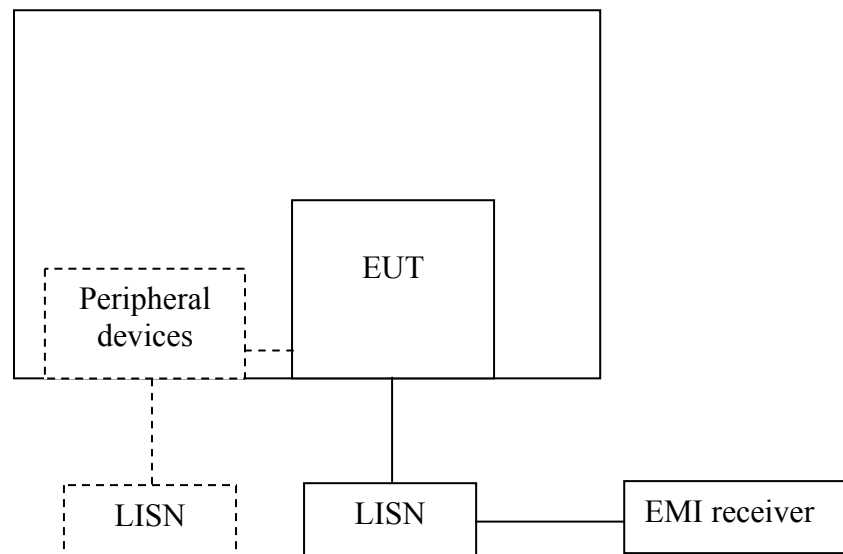 EUT
Peripheral
devices
LISN
LISN
EMI receiver